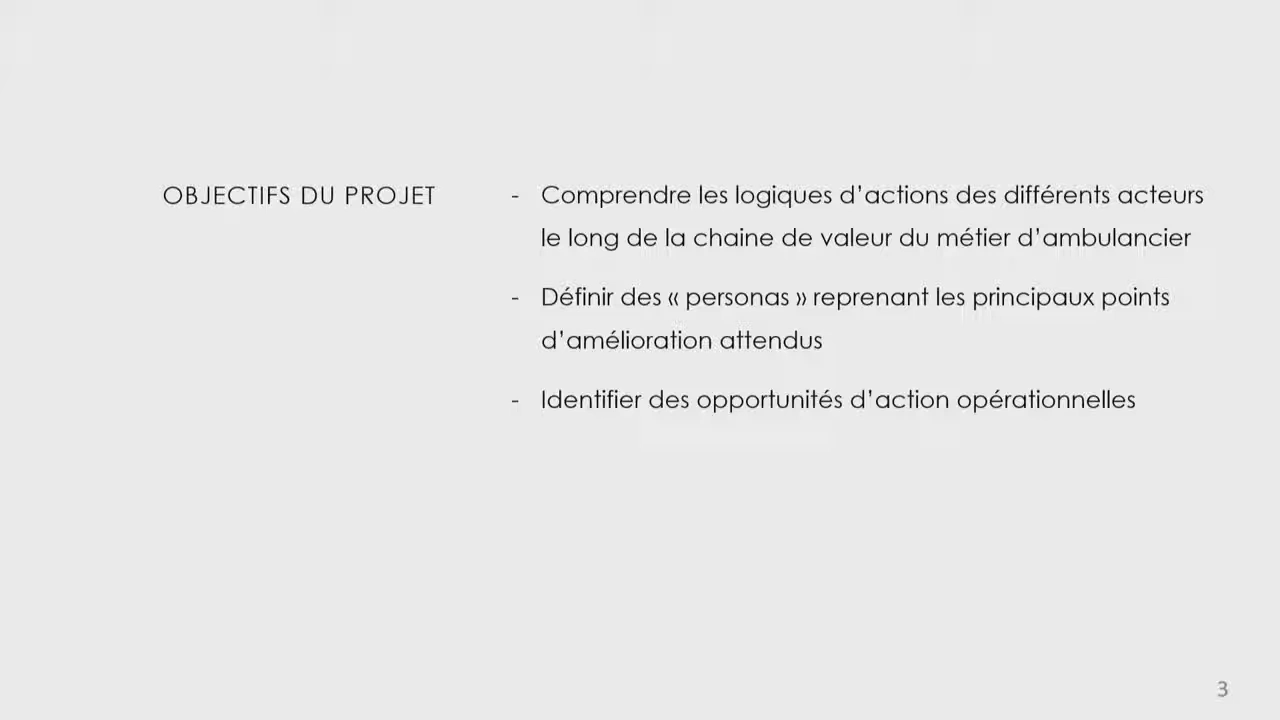 OBJECTIFS DU PROJET
- Comprendre les logiques d’actions des différents acteurs
le long de la chaine de valeur du métier d’ambulancier
- Définir des « personas » reprenant les principaux points
d’amélioration attendus
- Identifier des opportunités d’action opérationnelles
3